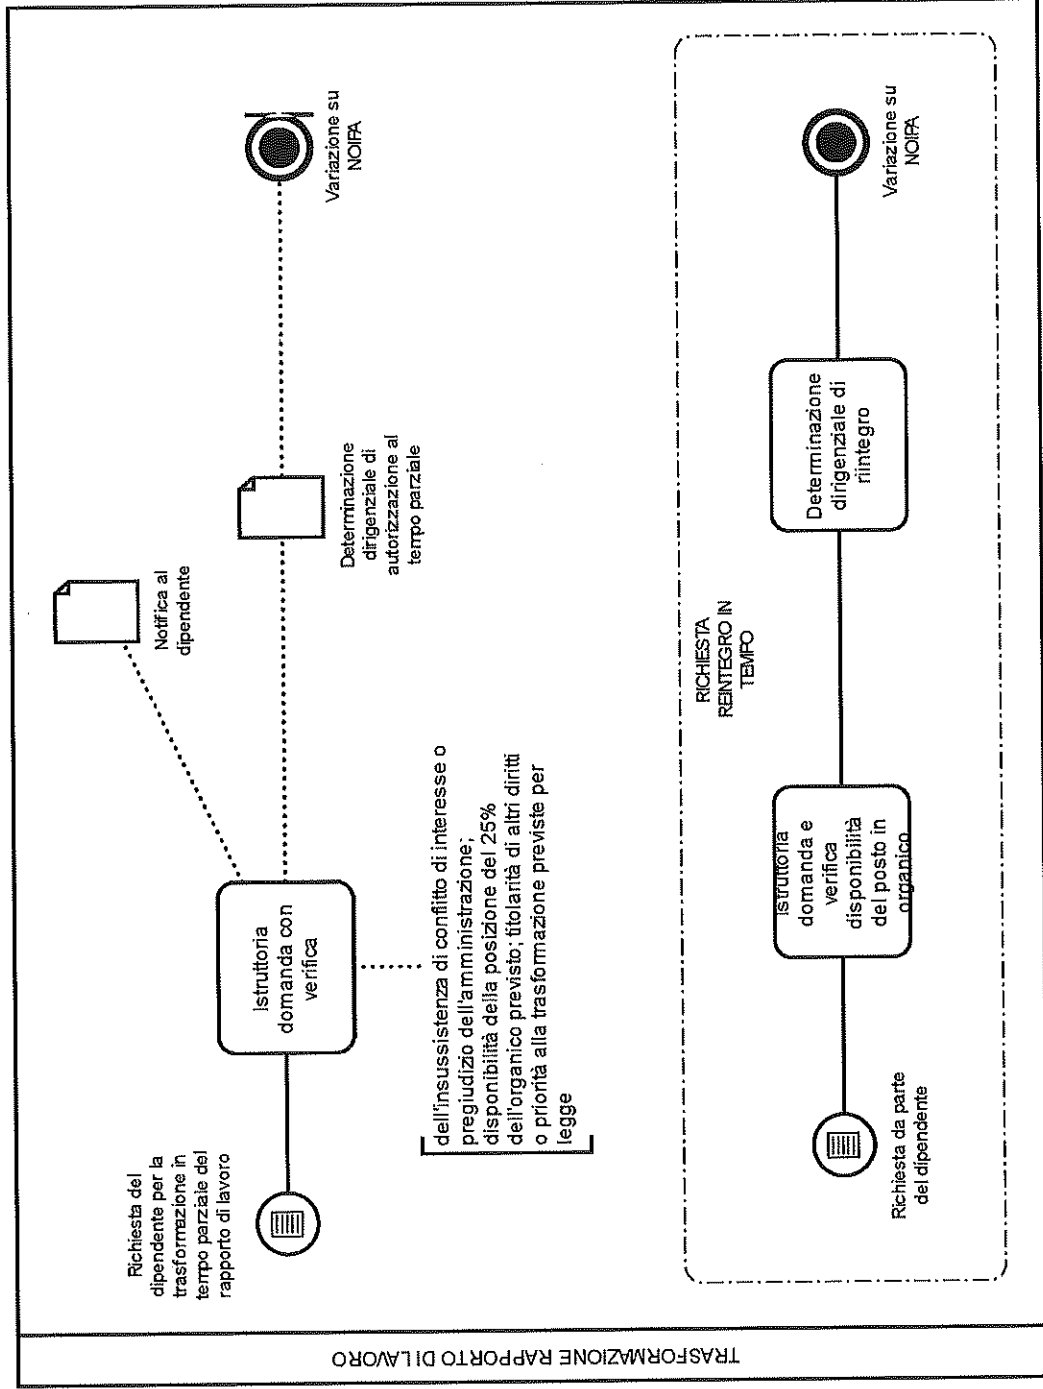 TRASFORMAZIONE RAPPORTO DI LAVORO
Richiesta del
dipendente per la
trasformazione in
tempo parziale del
rapporto di lavoro
Istruttoria
domanda con
verifica
dell'insussistenza di conflitto di interesse o
pregiudizio dell'amministrazione;
disponibilità della posizione del 25%
dell'organico previsto; titolarità di altri diritti
o priorità alla trasformazione previste per
legge
Notifica al
dipendente
Determinazione
dirigenziale di
autorizzazione al
tempo parziale
Variazione su
NOIPA
RICHIESTA
REINTEGRO IN
TEMPO
Richiesta da parte
del dipendente
Istruttoria
domanda e
verifica
disponibilità
del posto in
organico
Determinazione
dirigenziale di
riintegro
Variazione su
NOIPA